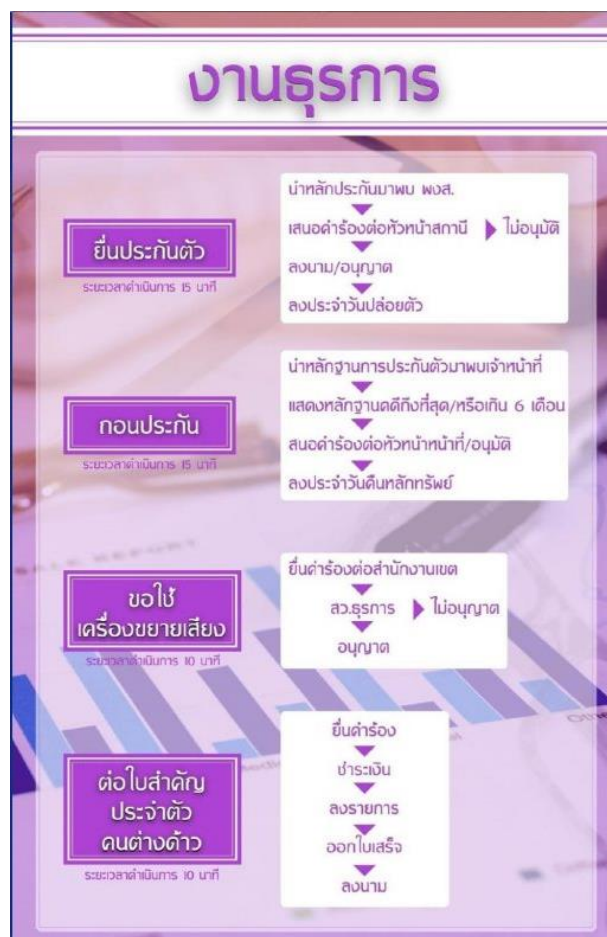 งานธุรการ
ยื่นประกันตัว
ระยะเวลาดำเนินการ 15 นาที
นำหลักประกันมาพบ พงส.
เสนอคำร้องต่อหัวหน้าสถานี ไม่อนุมัติ
ลงนาม/อนุญาต
ลงประจำวันปล่อยตัว
ถอนประกัน
ระยะเวลาดำเนินการ 15 นาที
นำหลักฐานการประกันตัวมาพบเจ้าหน้าที่
แสดงหลักฐานคดีถึงที่สุด/หรือเกิน 6 เดือน
สนอคำร้องต่อหัวหน้าหน้าที่/อนุมัติ
ลงประจำวันคืนหลักทรัพย์
ขอใช้
เครื่องขยายเสียง
ระยะเวลาดำเนินการ 10 นาที
ยื่นคำร้องต่อสำนักงานเขต
สว.ธุรการ ไม่อนุญาต
อนุญาต
ต่อใบสำคัญ
ประจำตัว
คนต่างด้าว
ระยะเวลาดำเนินการ 10 นาที
ยื่นคำร้อง
ชำระเงิน
ลงรายการ
ออกใบเสร็จ
ลงนาม